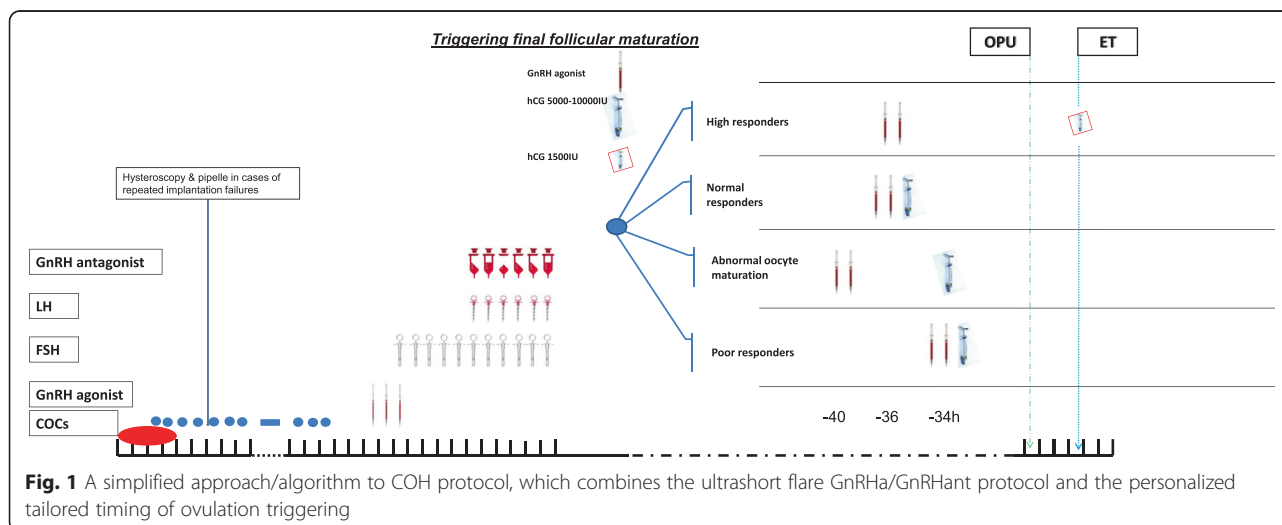 Triggering final follicular maturation
OPU
ET
GnRH agonist
hCG 5000-10000IU
hCG 1500IU
High responders
Hysteroscopy & pipelle in cases of
repeated implantation failures
Normal
responders
GnRH antagonist
Abnormal oocyte
maturation
LH
FSH
Poor responders
GnRH agonist
COCs
-40
-36
-34h
Fig. 1 A simplified approach/algorithm to COH protocol, which combines the ultrashort flare GnRHa/GnRHant protocol and the personalized
tailored timing of ovulation triggering